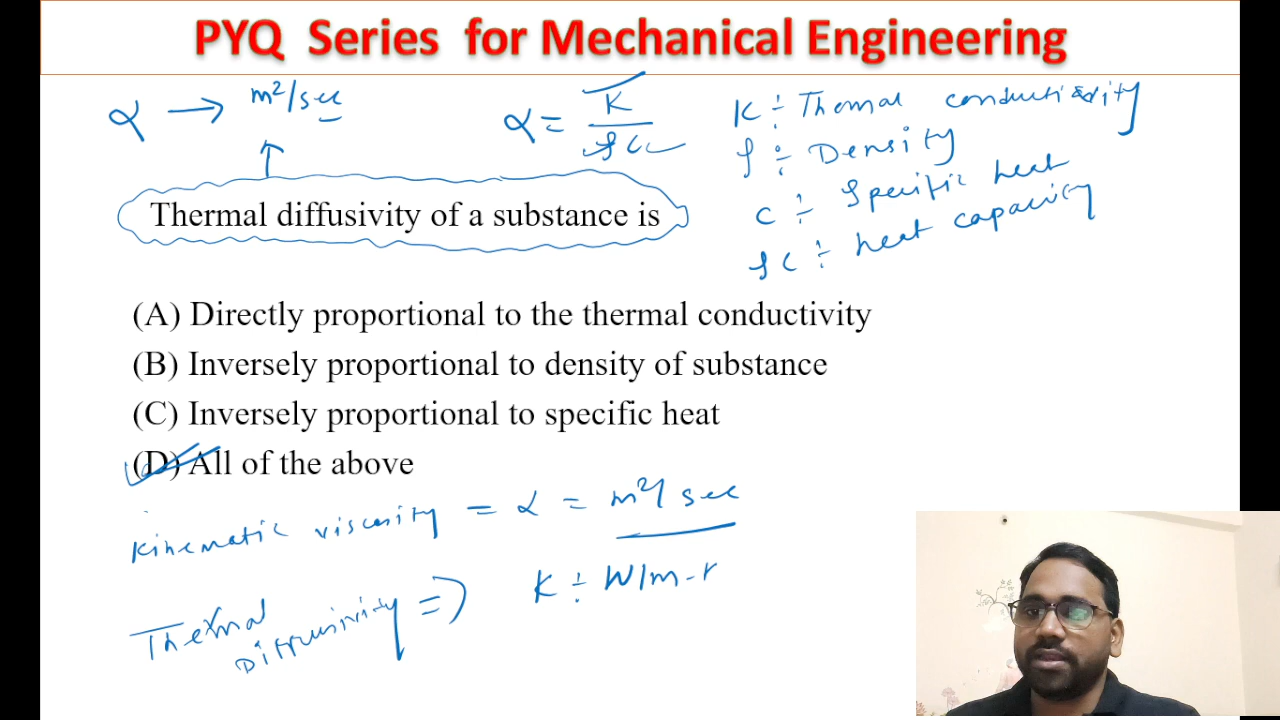 PYQ Series for Mechanical Engineering
α → m²/sec
α = K / ρC
K ÷ Thermal conductivity
ρ ÷ Density
C ÷ Specific heat
ρC ÷ heat capacity
Thermal diffusivity of a substance is
(A) Directly proportional to the thermal conductivity
(B) Inversely proportional to density of substance
(C) Inversely proportional to specific heat
(D) All of the above
Kinematic viscosity = α = m²/sec
Thermal Diffusivity ⇒
K ÷ W/m-k